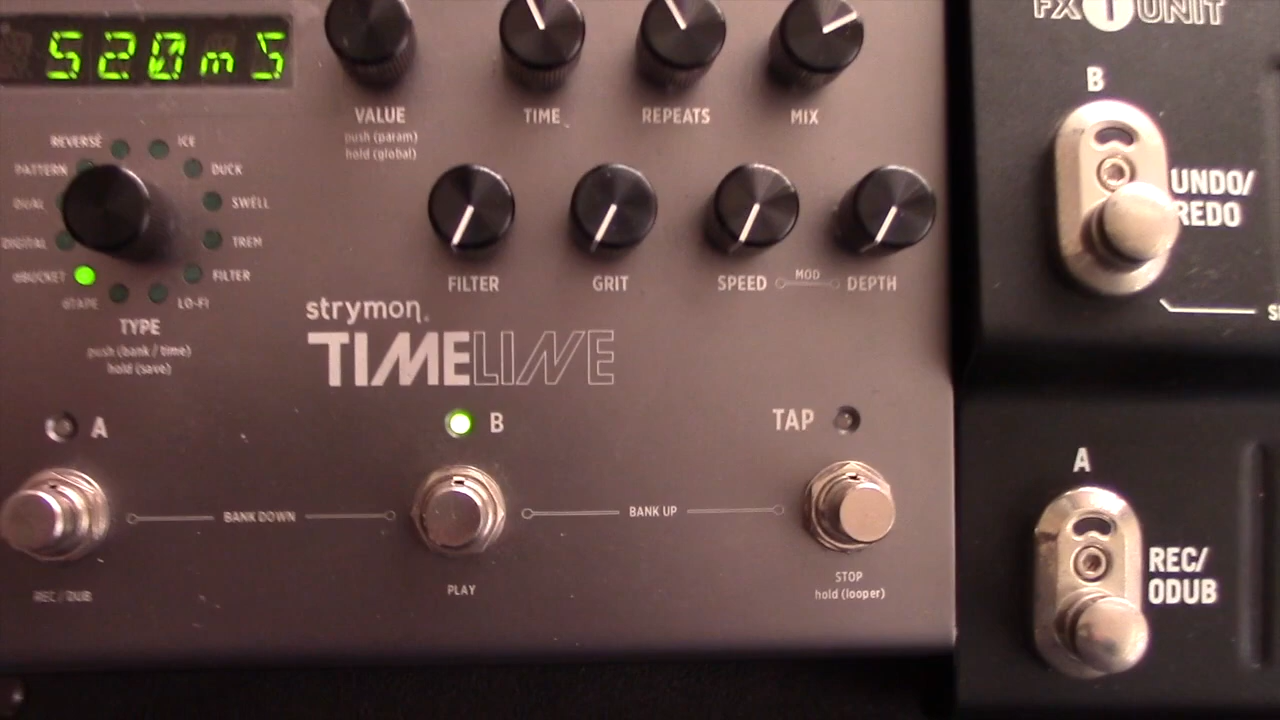 520mS
FX 1 UNIT
B
VALUE
push (param)
hold (global)
TIME
REPEATS
MIX
REVERSE
ICE
PATTERN
DUCK
DUAL
SWELL
DIGITAL
TREM
dBUCKET
FILTER
dTAPE
LO-FI
TYPE
push (bank / time)
hold (save)
FILTER
GRIT
SPEED
MOD
DEPTH
UNDO/
REDO
strymon.
TIMELINE
A
B
TAP
A
BANK DOWN
BANK UP
REC / DUB
PLAY
STOP
hold (looper)
REC/
ODUB